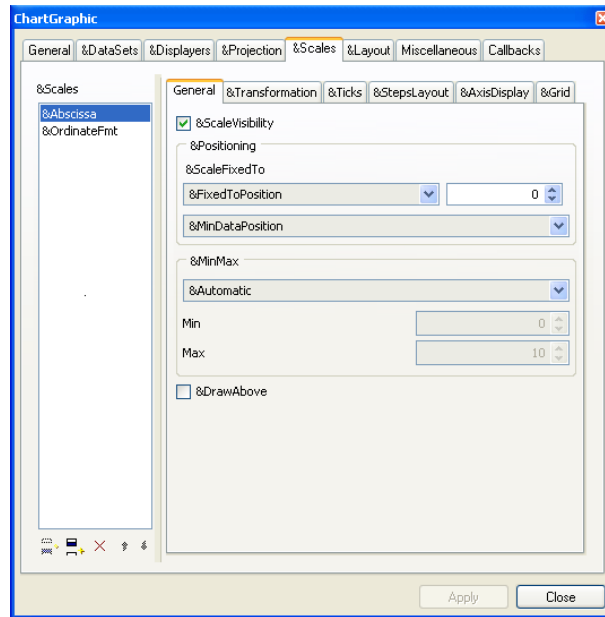 ChartGraphic
General &DataSets &Displayers &Projection &Scales &Layout Miscellaneous Callbacks
&Scales
&Abscissa
&OrdinateFmt
General &Transformation &Ticks &StepsLayout &AxisDisplay &Grid
&ScaleVisibility
&Positioning
&ScaleFixedTo
&FixedToPosition 0
&MinDataPosition
&MinMax
&Automatic
Min 0
Max 10
&DrawAbove
Apply Close